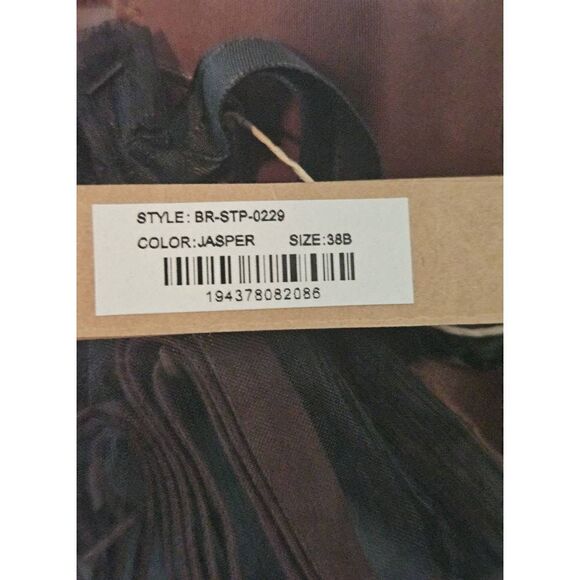 STYLE: BR-STP-0229
COLOR:JASPER SIZE:38B
194378082086